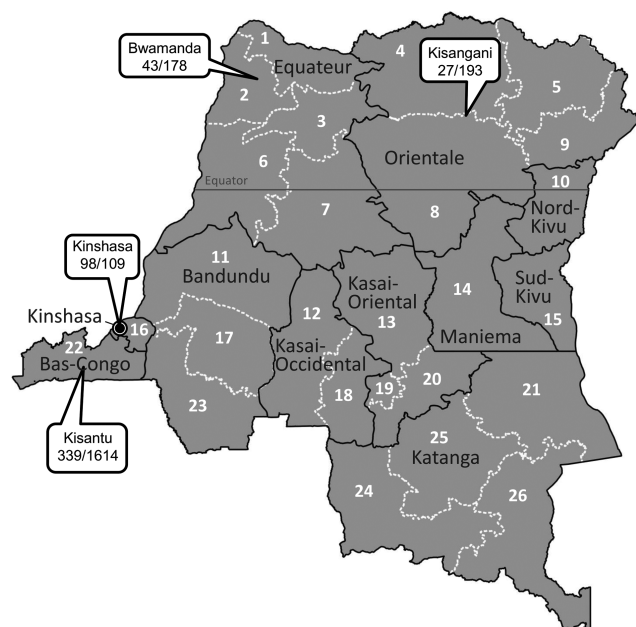 1
Bwamanda
43/178
Equateur
4
Kisangani
27/193
5
2
3
9
6
Orientale
Equator
10
7
8
Nord-
Kivu
Kinshasa
98/109
11
Bandundu
Kasai-
Oriental
14
Sud-
Kivu
Kinshasa
16
12
13
15
17
Maniema
22
Bas-Congo
Kasai-
Occidental
18
19
20
21
23
Kisantu
339/1614
25
Katanga
24
26